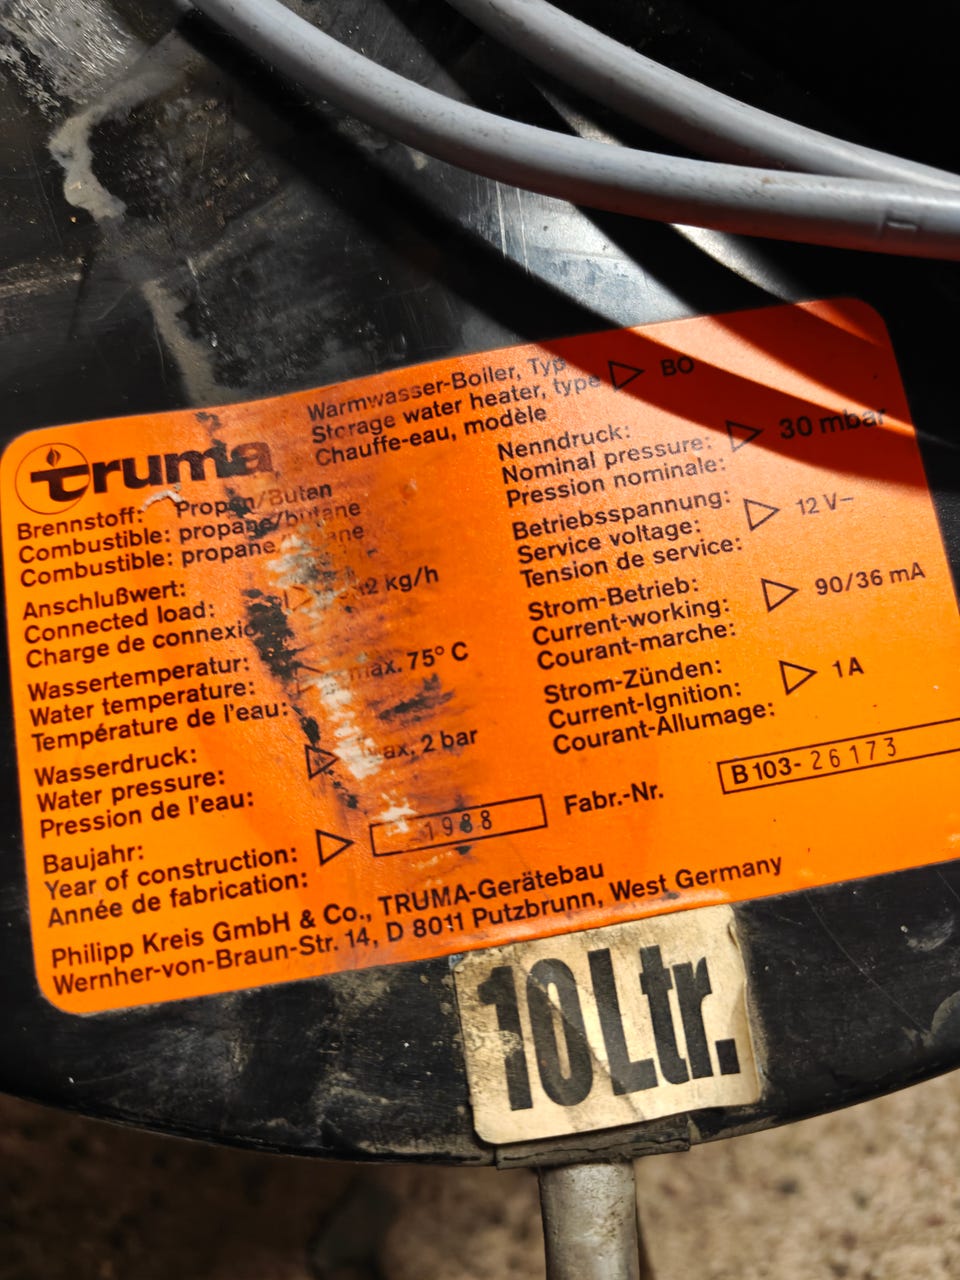 truma
Warmwasser-Boiler, Typ
Storage water heater, type
Chauffe-eau, modèle
BO
Brennstoff: Propan/Butan
Combustible: propane/butane
Combustible: propane
Anschlußwert:
Connected load: kg/h
Charge de connexio
Wassertemperatur:
Water temperature: max. 75° C
Température de l'eau:
Wasserdruck:
Water pressure: max. 2 bar
Pression de l'eau:
Baujahr:
Year of construction: 1988
Année de fabrication:
Nenndruck:
Nominal pressure: 30 mbar
Pression nominale:
Betriebsspannung:
Service voltage: 12 V–
Tension de service:
Strom-Betrieb:
Current-working: 90/36 mA
Courant-marche:
Strom-Zünden:
Current-Ignition: 1 A
Courant-Allumage:
Fabr.-Nr. B 103- 26173
Philipp Kreis GmbH & Co., TRUMA-Gerätebau
Wernher-von-Braun-Str. 14, D 8011 Putzbrunn, West Germany
10 Ltr.